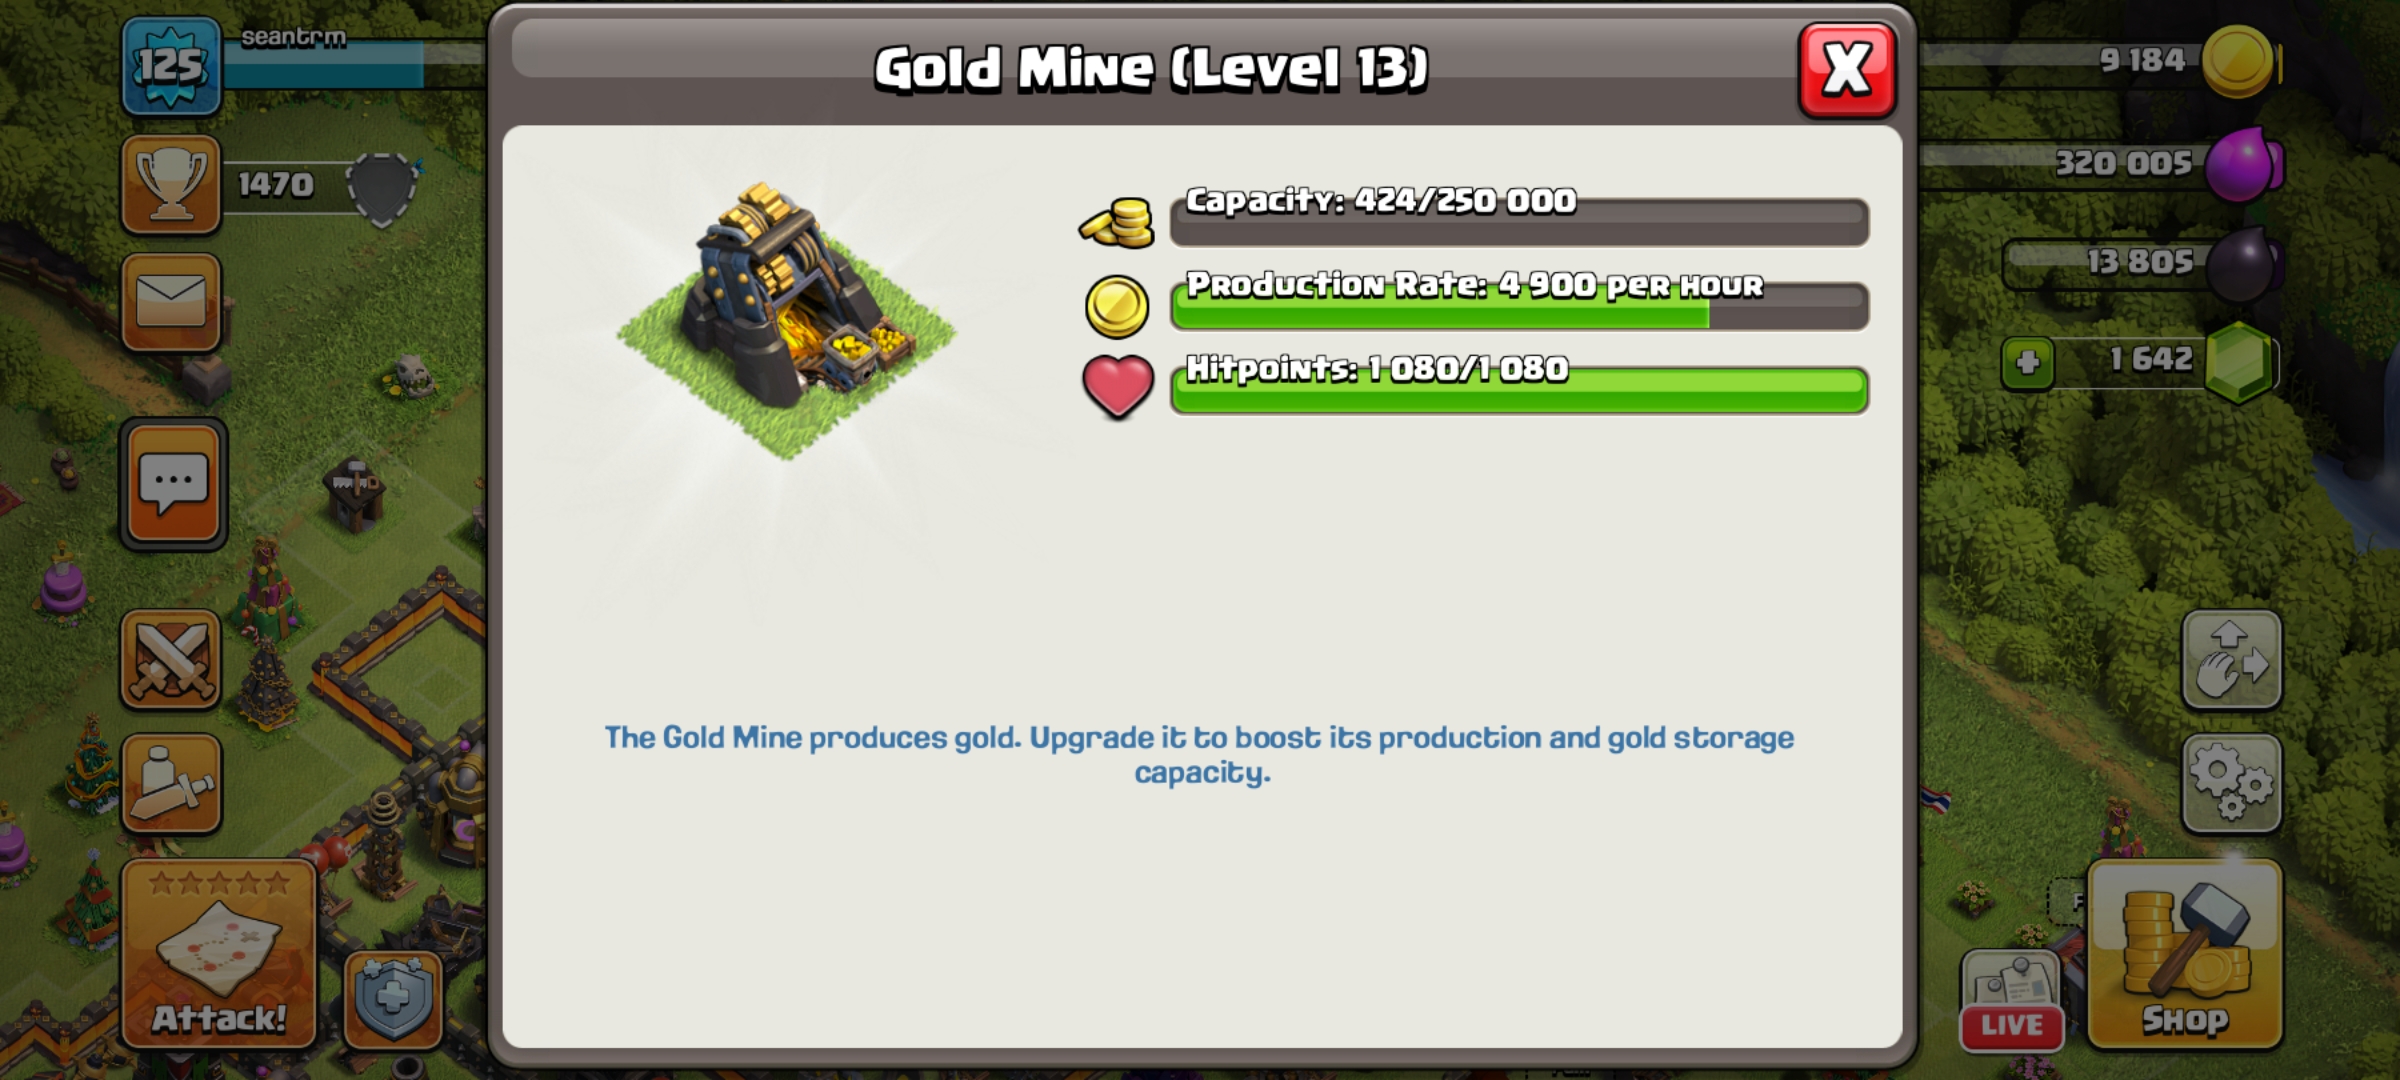 125
seantrm
Gold Mine (Level 13)
X
9 184
1470
320 005
13 805
1 642
Capacity: 424/250 000
Production Rate: 4 900 per Hour
Hitpoints: 1 080/1 080
The Gold Mine produces gold. Upgrade it to boost its production and gold storage
capacity.
Attack!
LIVE
Shop